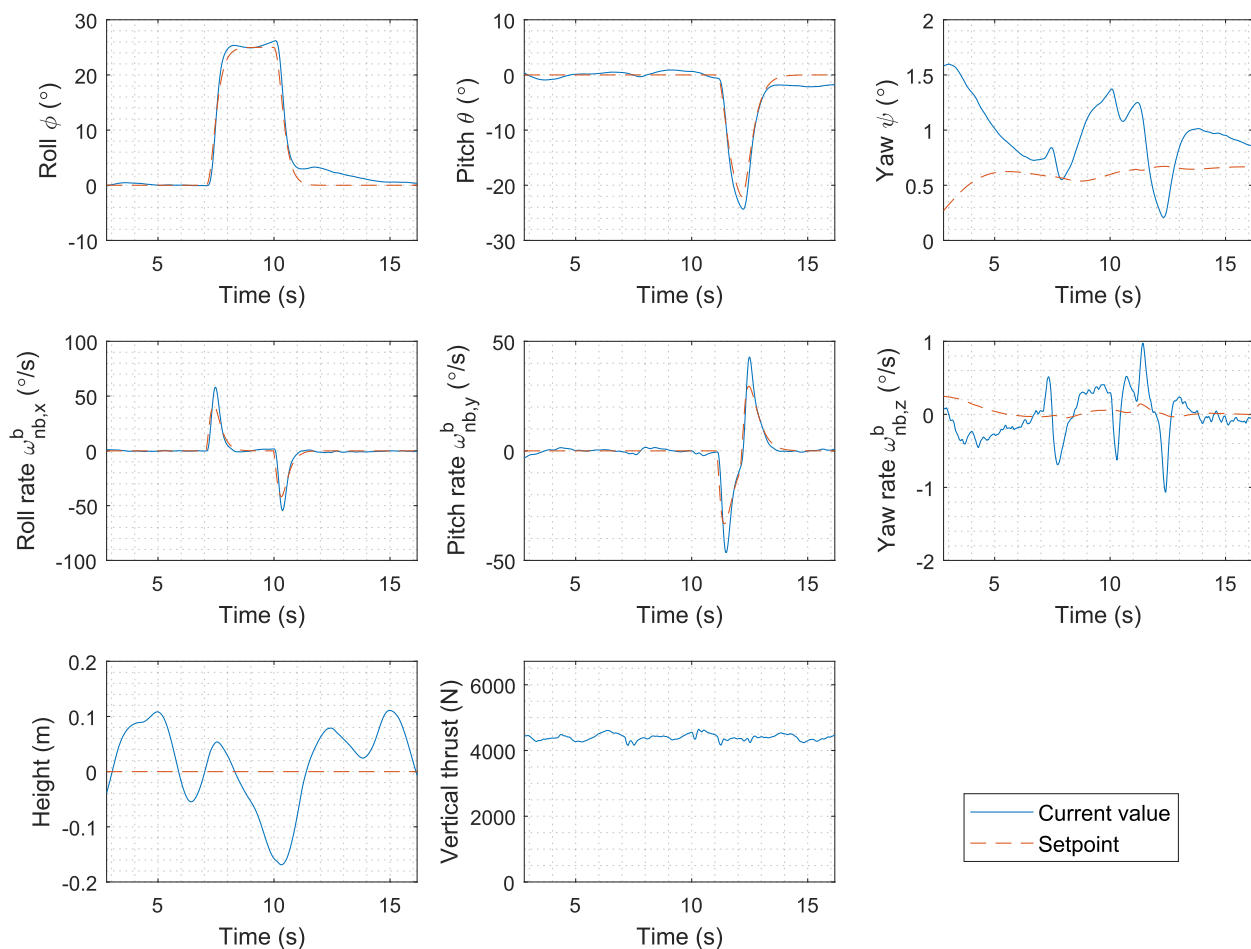 Roll ϕ (°)
30
20
10
0
-10
5 10 15
Time (s)
Pitch θ (°)
10
0
-10
-20
-30
5 10 15
Time (s)
Yaw ψ (°)
2
1.5
1
0.5
0
5 10 15
Time (s)
Roll rate ω^b_nb,x (°/s)
100
50
0
-50
-100
5 10 15
Time (s)
Pitch rate ω^b_nb,y (°/s)
50
0
-50
5 10 15
Time (s)
Yaw rate ω^b_nb,z (°/s)
1
0
-1
-2
5 10 15
Time (s)
Height (m)
0.2
0.1
0
-0.1
-0.2
5 10 15
Time (s)
Vertical thrust (N)
6000
4000
2000
0
5 10 15
Time (s)
Current value
Setpoint